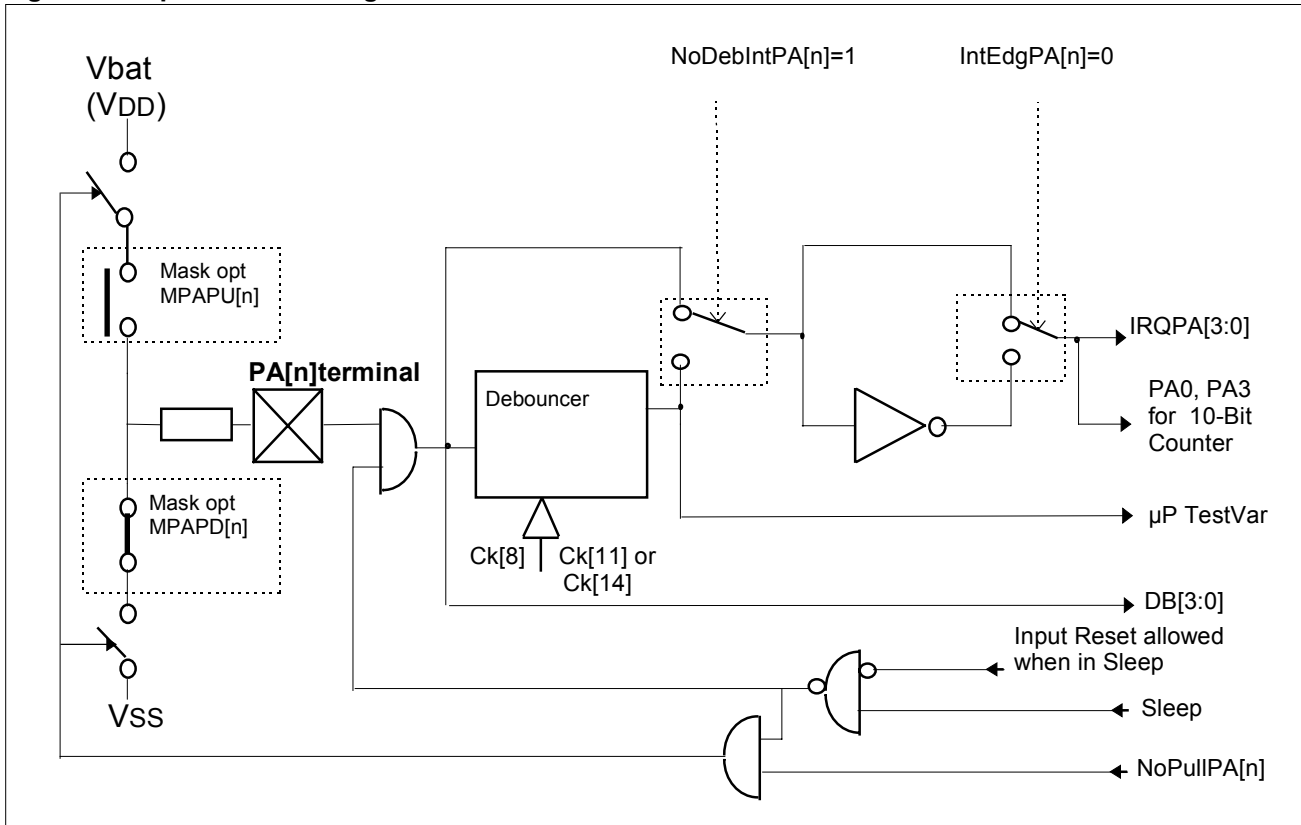 NoDebIntPA[n]=1
IntEdgPA[n]=0
Vbat
(VDD)
Mask opt
MPAPU[n]
PA[n]terminal
Debouncer
IRQPA[3:0]
PA0, PA3
for 10-Bit
Counter
Mask opt
MPAPD[n]
µP TestVar
Ck[8]
Ck[11] or
Ck[14]
DB[3:0]
Input Reset allowed
when in Sleep
Sleep
VSS
NoPullPA[n]